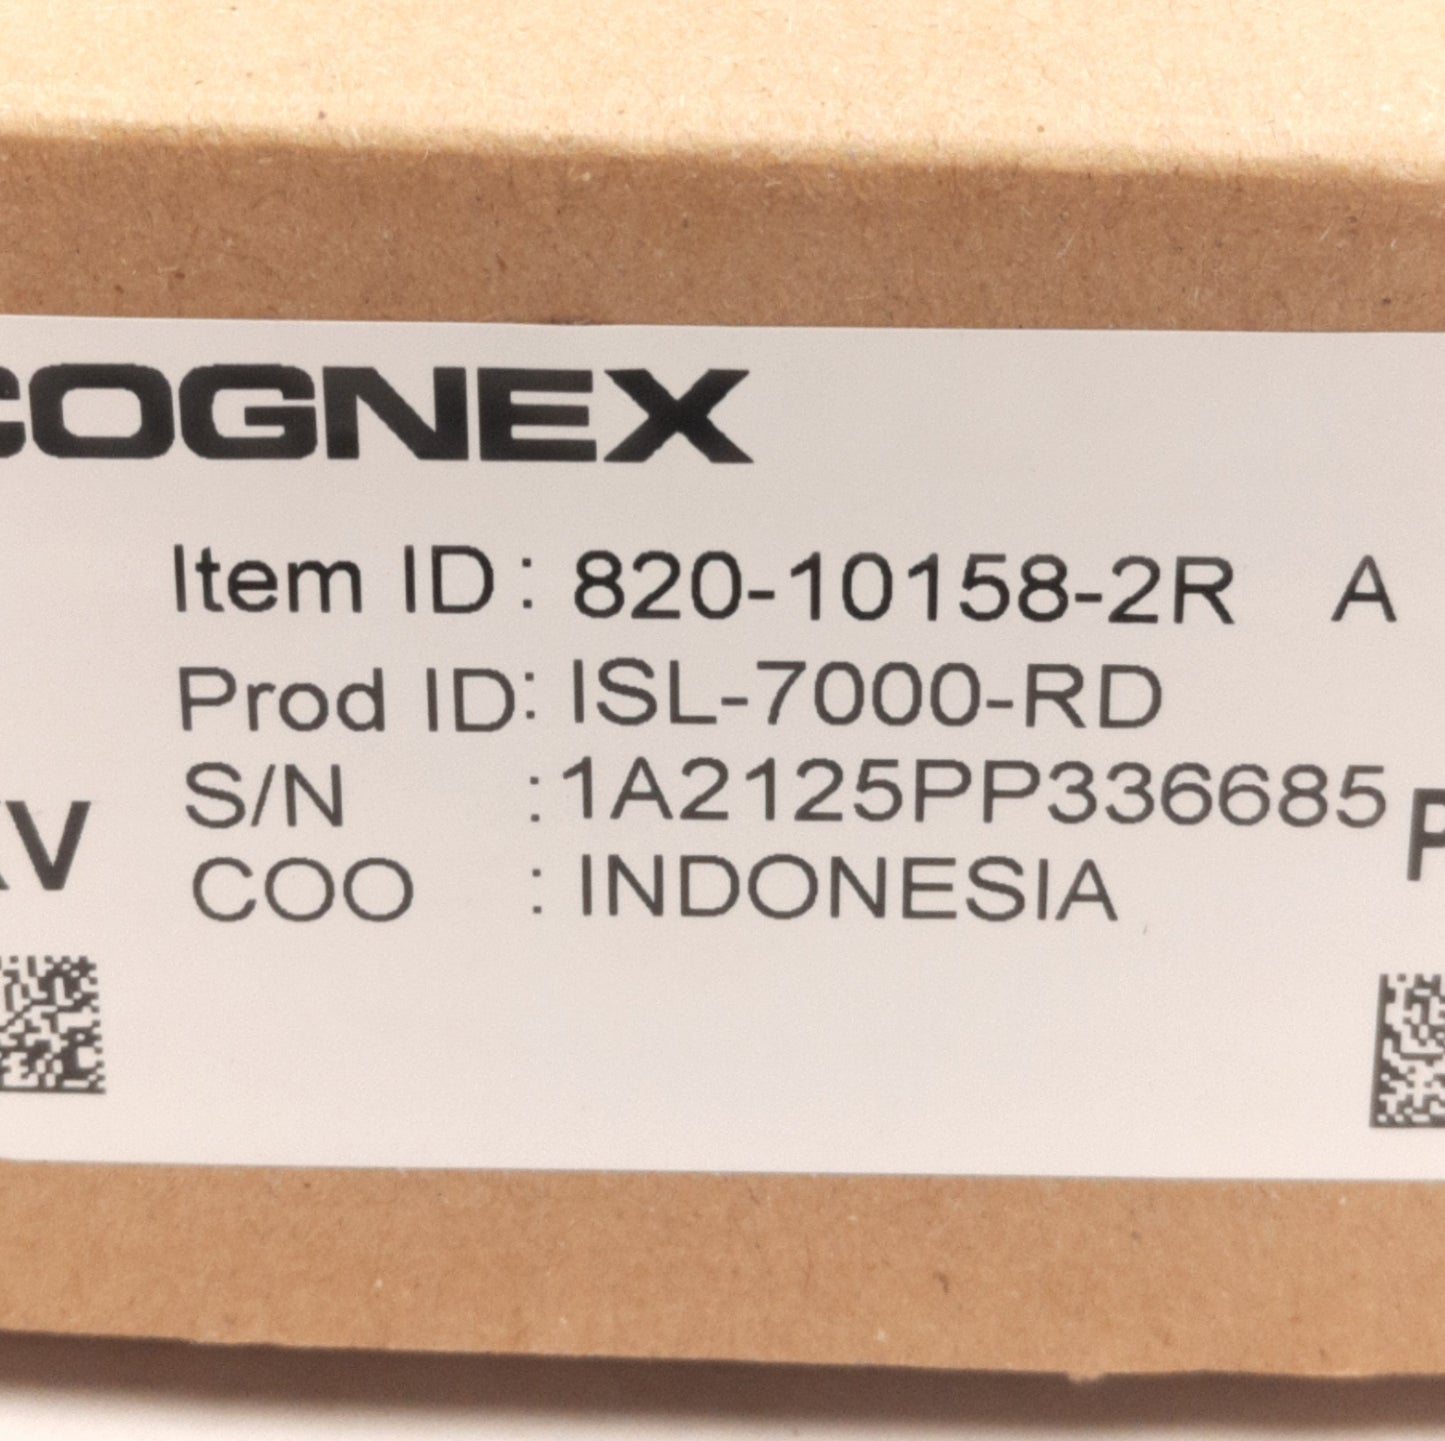 COGNEX
Item ID : 820-10158-2R A
Prod ID: ISL-7000-RD
S/N :1A2125PP336685
COO : INDONESIA